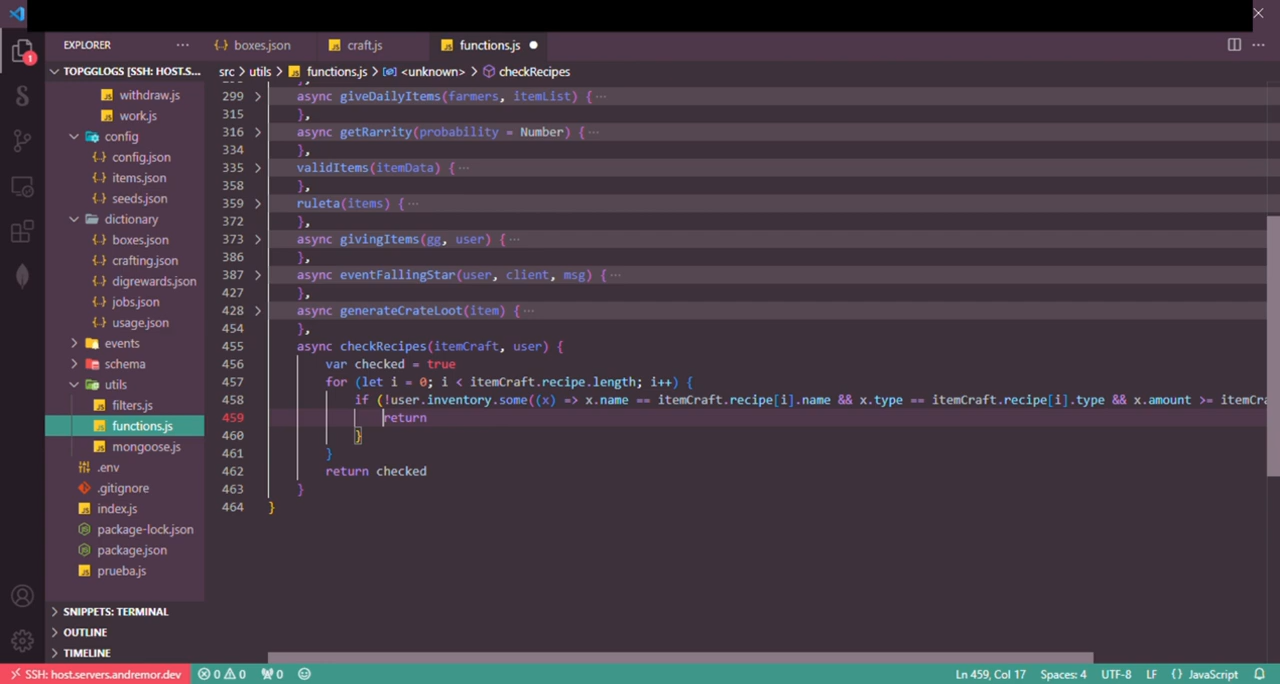 EXPLORER ··· boxes.json craft.js functions.js ●
TOPGGLOGS [SSH: HOST.S... src > utils > functions.js > <unknown> > checkRecipes
withdraw.js
work.js
config
config.json
items.json
seeds.json
dictionary
boxes.json
crafting.json
digrewards.json
jobs.json
usage.json
events
schema
utils
filters.js
functions.js
mongoose.js
.env
.gitignore
index.js
package-lock.json
package.json
prueba.js
SNIPPETS: TERMINAL
OUTLINE
TIMELINE
1
299 async giveDailyItems(farmers, itemList) { ···
315 },
316 async getRarrity(probability = Number) { ···
334 },
335 validItems(itemData) { ···
358 },
359 ruleta(items) { ···
372 },
373 async givingItems(gg, user) { ···
386 },
387 async eventFallingStar(user, client, msg) { ···
427 },
428 async generateCrateLoot(item) { ···
454 },
455 async checkRecipes(itemCraft, user) {
456 var checked = true
457 for (let i = 0; i < itemCraft.recipe.length; i++) {
458 if (!user.inventory.some((x) => x.name == itemCraft.recipe[i].name && x.type == itemCraft.recipe[i].type && x.amount >= itemCra
459 return
460 }
461 }
462 return checked
463 }
464 }
SSH: host.servers.andremor.dev 0 0 0 Ln 459, Col 17 Spaces: 4 UTF-8 LF {} JavaScript